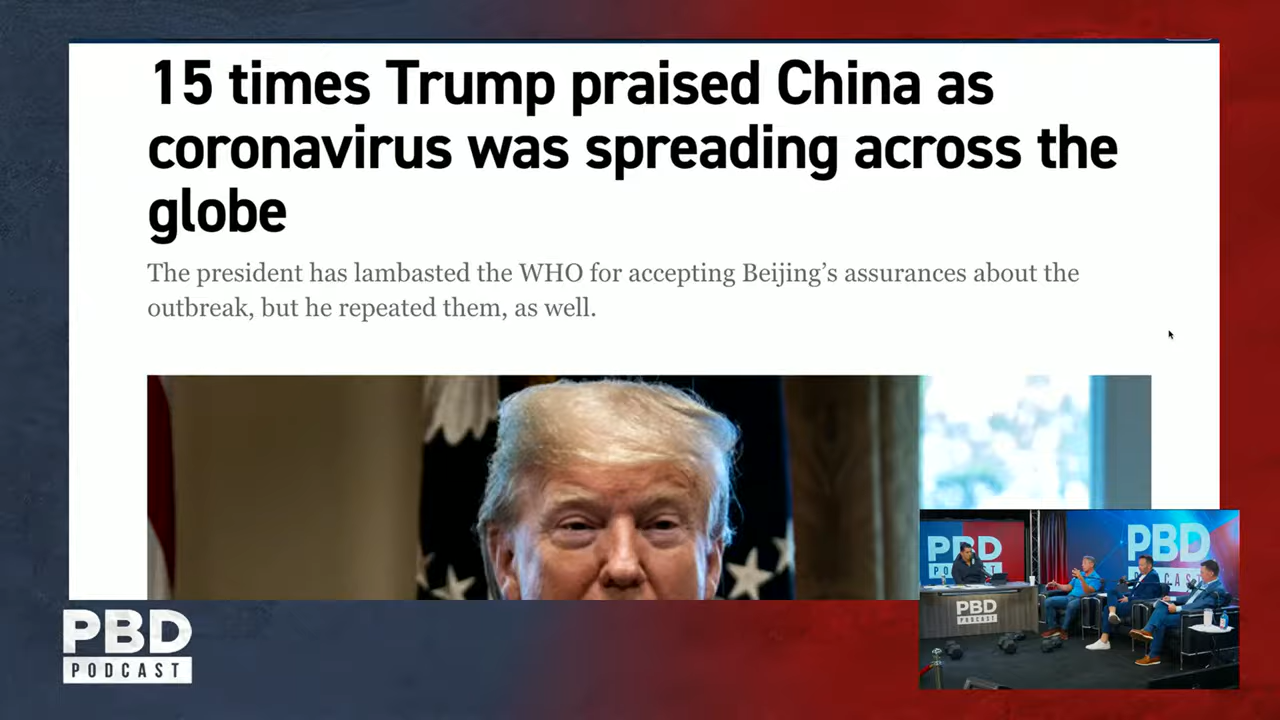 15 times Trump praised China as
coronavirus was spreading across the
globe
The president has lambasted the WHO for accepting Beijing’s assurances about the
outbreak, but he repeated them, as well.
PBD
PODCAST
PBD
PODCAST
PBD
PODCAST
PBD